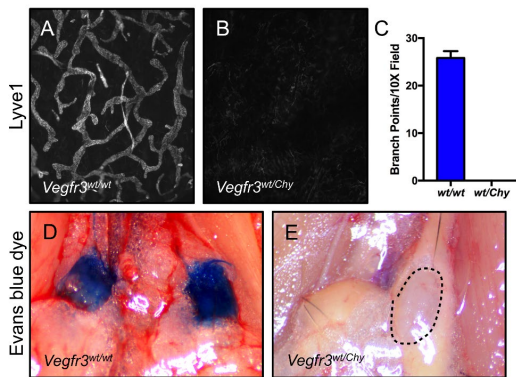 A
B
C
Lyve1
Vegfr3wt/wt
Vegfr3wt/Chy
Branch Points/10X Field
30
20
10
0
wt/wt
wt/Chy
D
E
Evans blue dye
Vegfr3wt/wt
Vegfr3wt/Chy